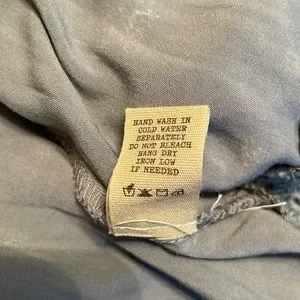 HAND WASH IN
COLD WATER
SEPARATELY
DO NOT BLEACH
HANG DRY
IRON LOW
IF NEEDED